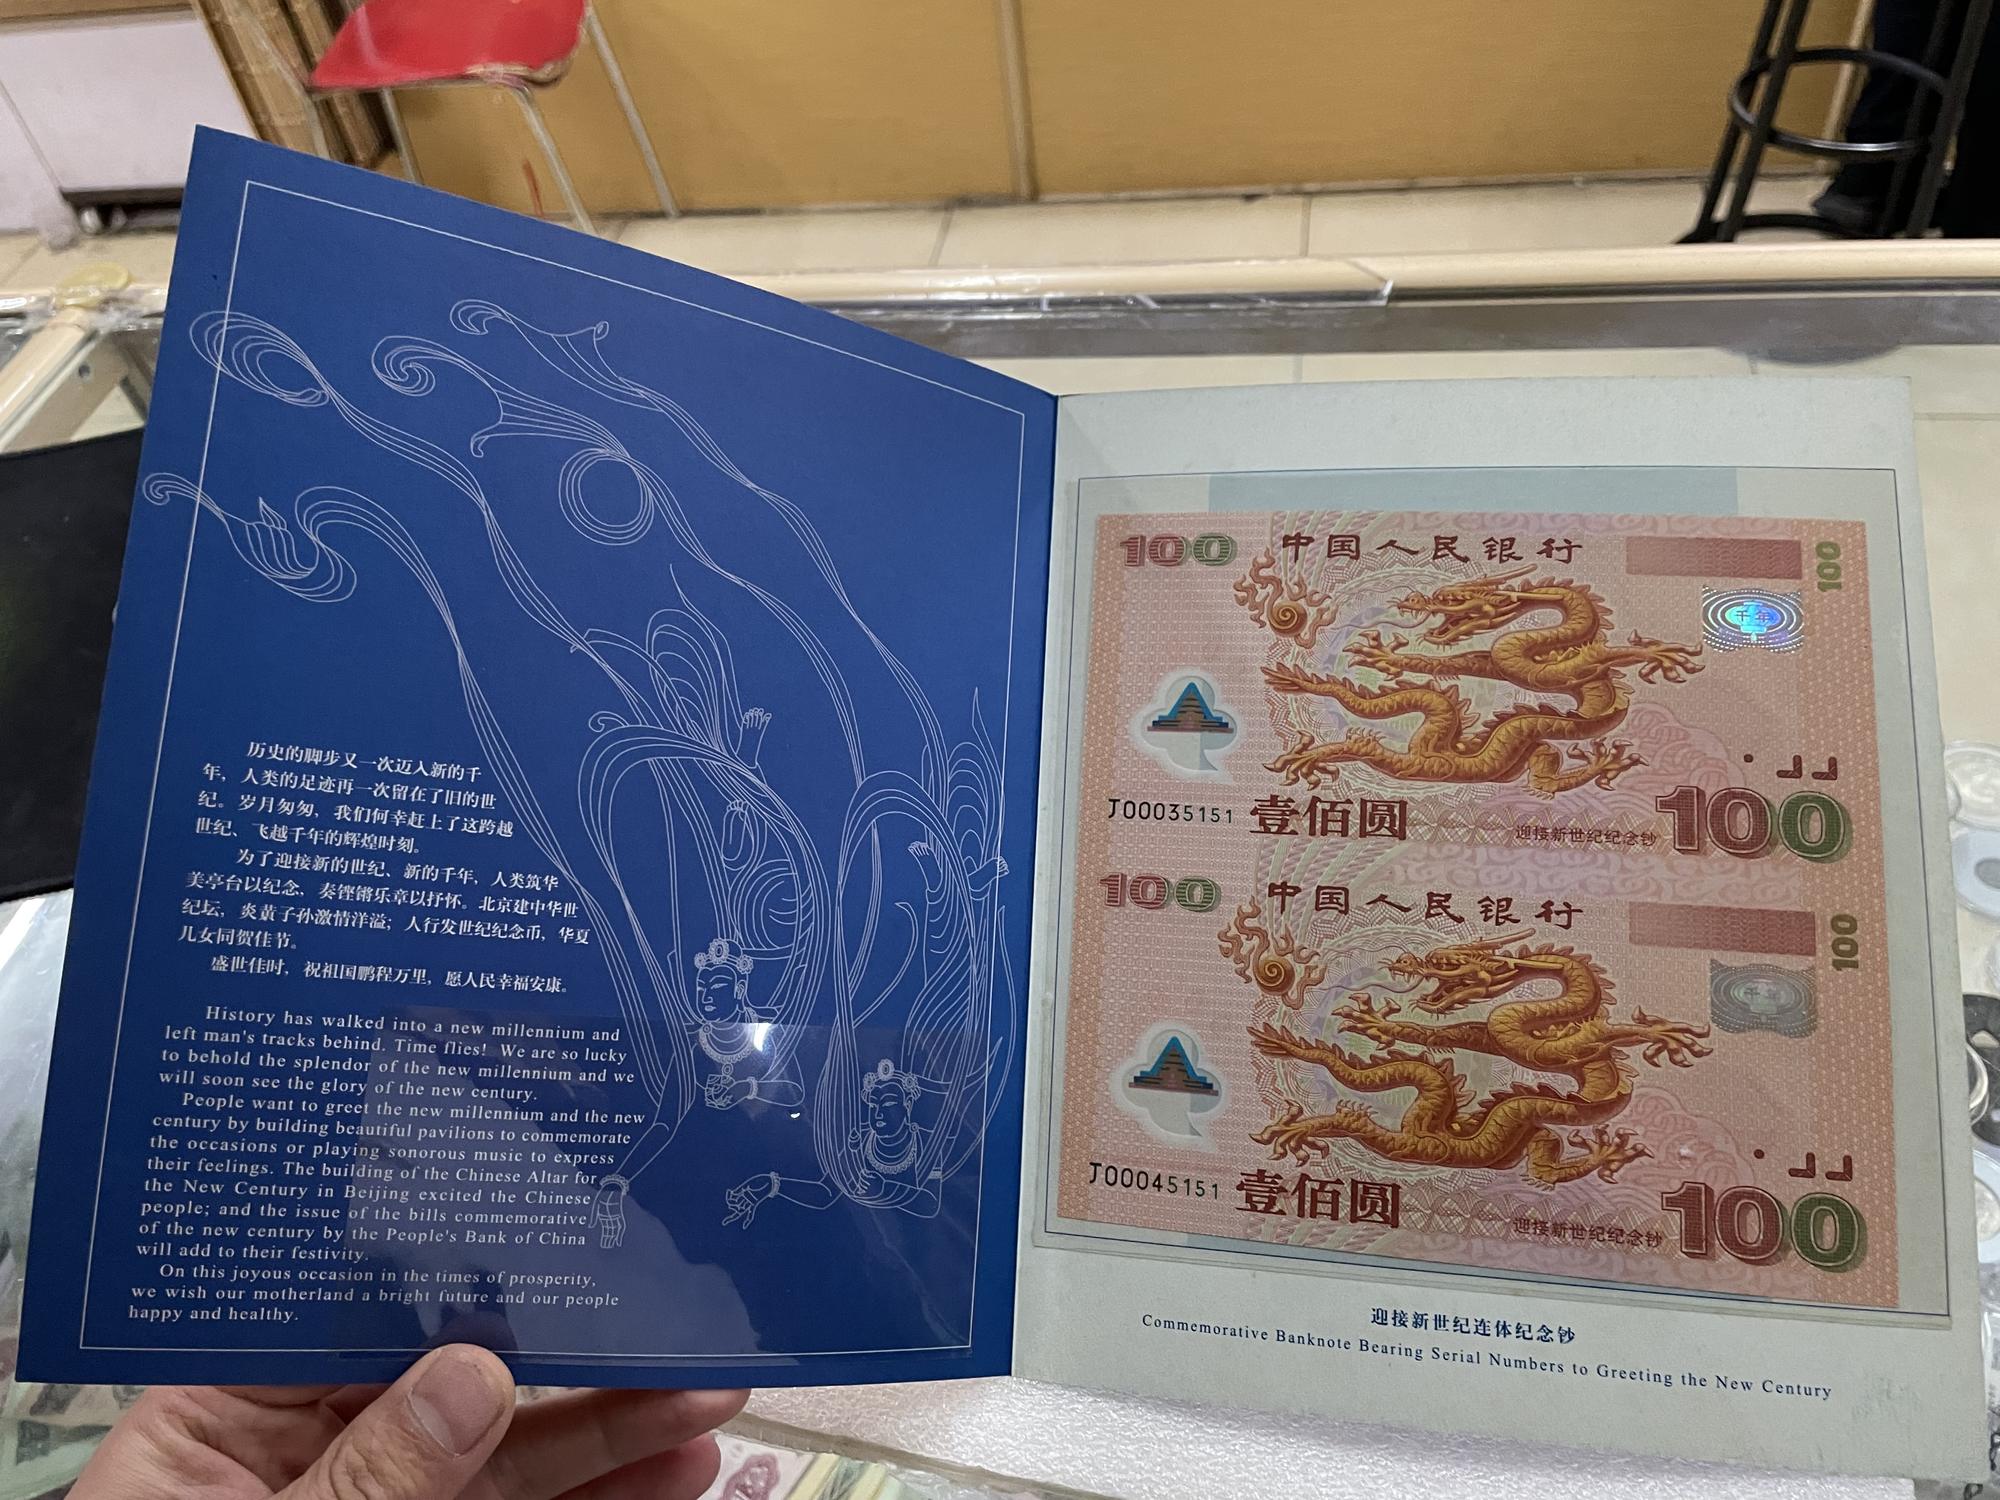 历史的脚步又一次迈入新的千
年，人类的足迹再一次留在了旧的世
纪。岁月匆匆，我们何幸赶上了这跨越
世纪、飞越千年的辉煌时刻。
为了迎接新的世纪、新的千年，人类筑华
美亭台以纪念，奏铿锵乐章以抒怀。北京建中华世
纪坛，炎黄子孙激情洋溢；人行发世纪纪念币，华夏
儿女同贺佳节。
盛世佳时，祝祖国鹏程万里，愿人民幸福安康。
History has walked into a new millennium and
left man's tracks behind. Time flies! We are so lucky
to behold the splendor of the new millennium and we
will soon see the glory of the new century.
People want to greet the new millennium and the new
century by building beautiful pavilions to commemorate
the occasions or playing sonorous music to express
their feelings. The building of the Chinese Altar for
the New Century in Beijing excited the Chinese
people; and the issue of the bills commemorative
of the new century by the People's Bank of China
will add to their festivity.
On this joyous occasion in the times of prosperity,
we wish our motherland a bright future and our people
happy and healthy.
100 中国人民银行 100
千年
J00035151 壹佰圆 迎接新世纪纪念钞 100
100 中国人民银行 100
千年
J00045151 壹佰圆 迎接新世纪纪念钞 100
迎接新世纪连体纪念钞
Commemorative Banknote Bearing Serial Numbers to Greeting the New Century